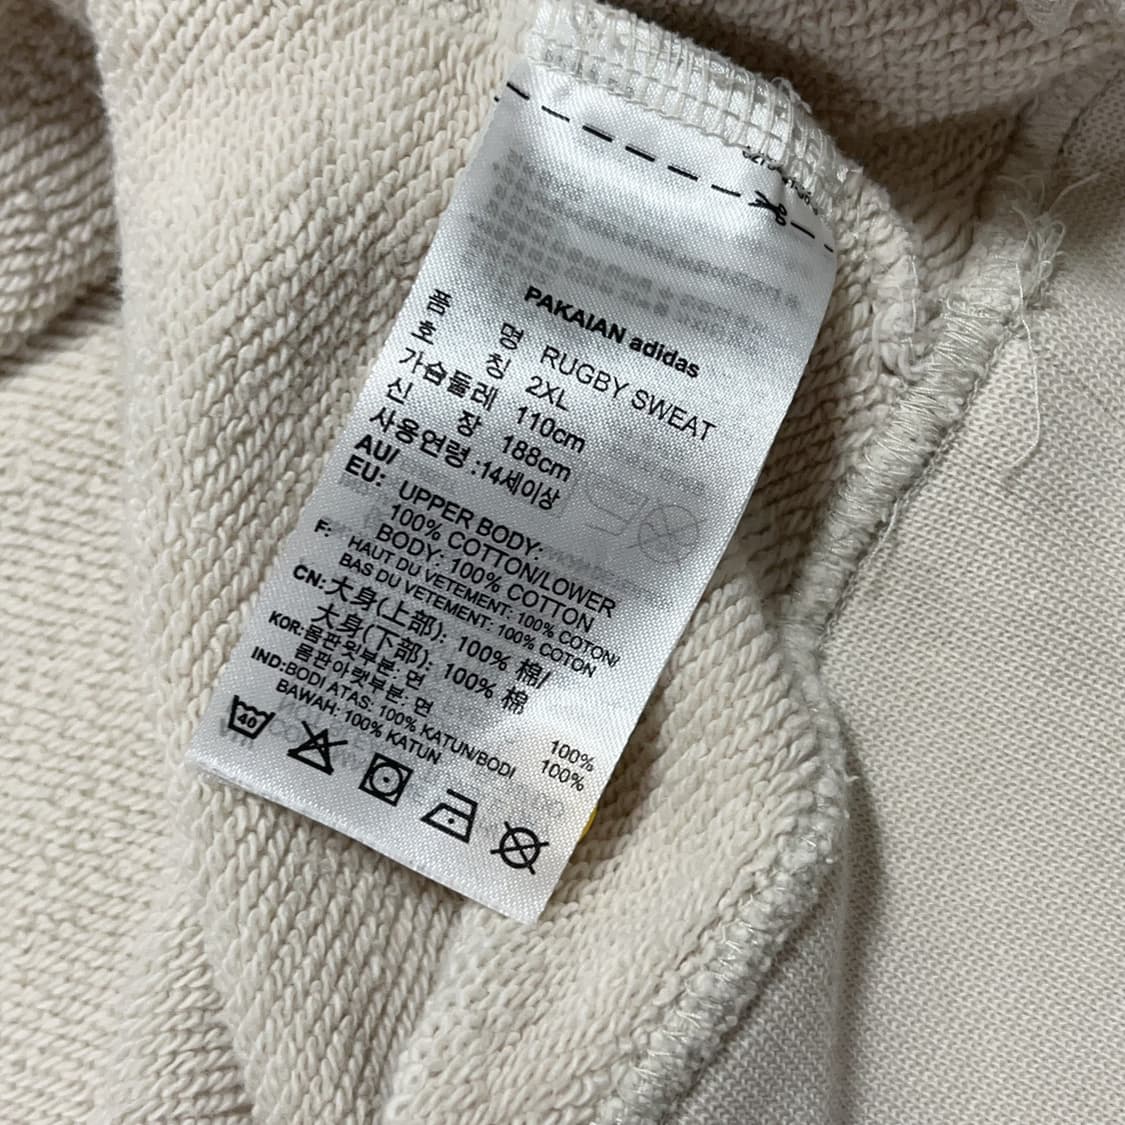 PAKAIAN adidas
품 명 RUGBY SWEAT
호 칭 2XL
가슴둘레 110cm
신 장 188cm
사용연령 :14세이상
AU/
EU: UPPER BODY:
100% COTTON/LOWER
BODY: 100% COTTON
F: HAUT DU VETEMENT: 100% COTON/
BAS DU VETEMENT: 100% COTON
CN:大身(上部): 100% 棉/
大身(下部): 100% 棉
KOR:몸판윗부분: 면 100%
몸판아랫부분: 면 100%
IND:BODI ATAS: 100% KATUN/BODI
BAWAH: 100% KATUN
40